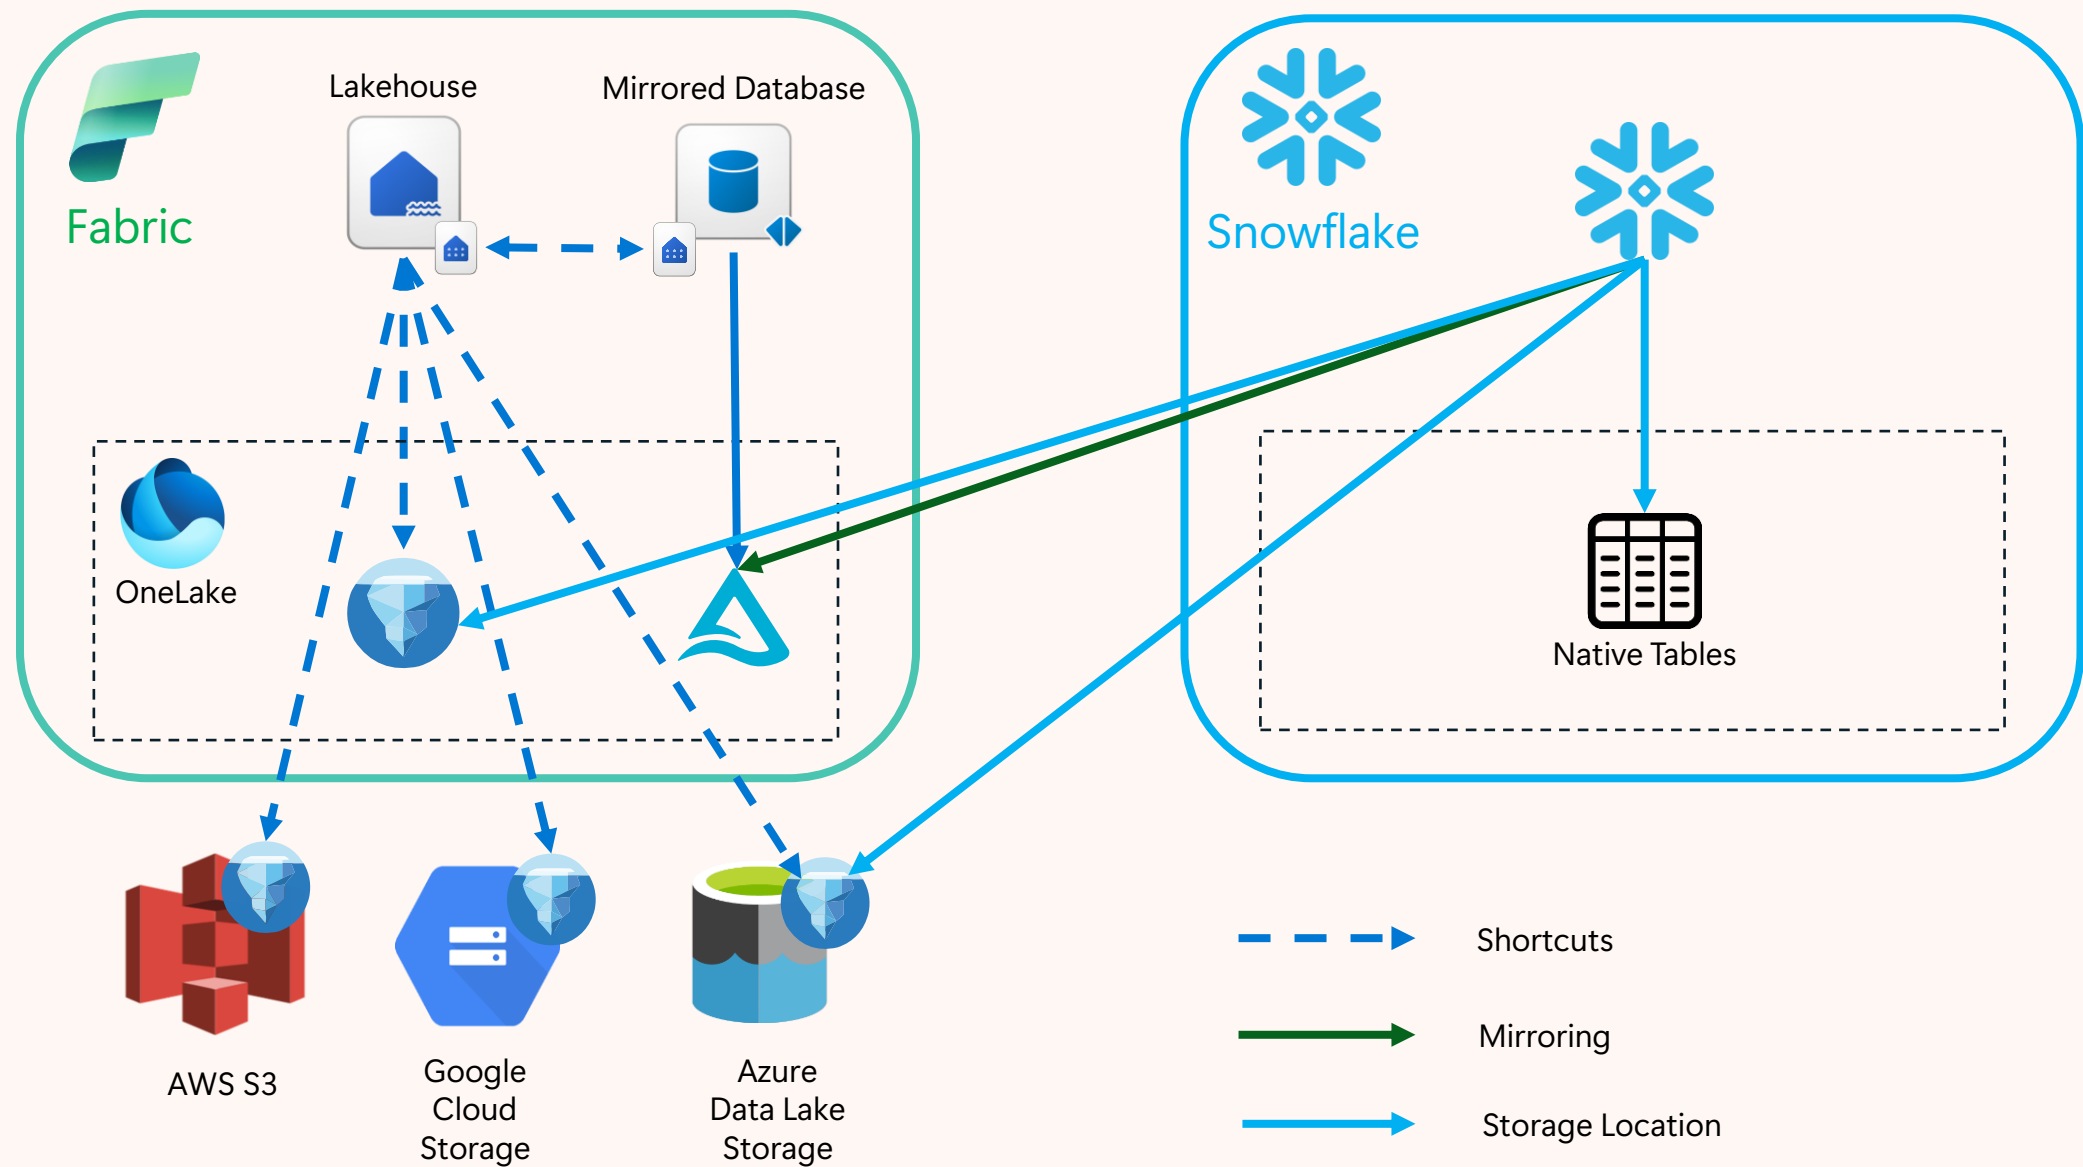 Lakehouse
Mirrored Database
Fabric
Snowflake
OneLake
Native Tables
AWS S3
Google
Cloud
Storage
Azure
Data Lake
Storage
Shortcuts
Mirroring
Storage Location